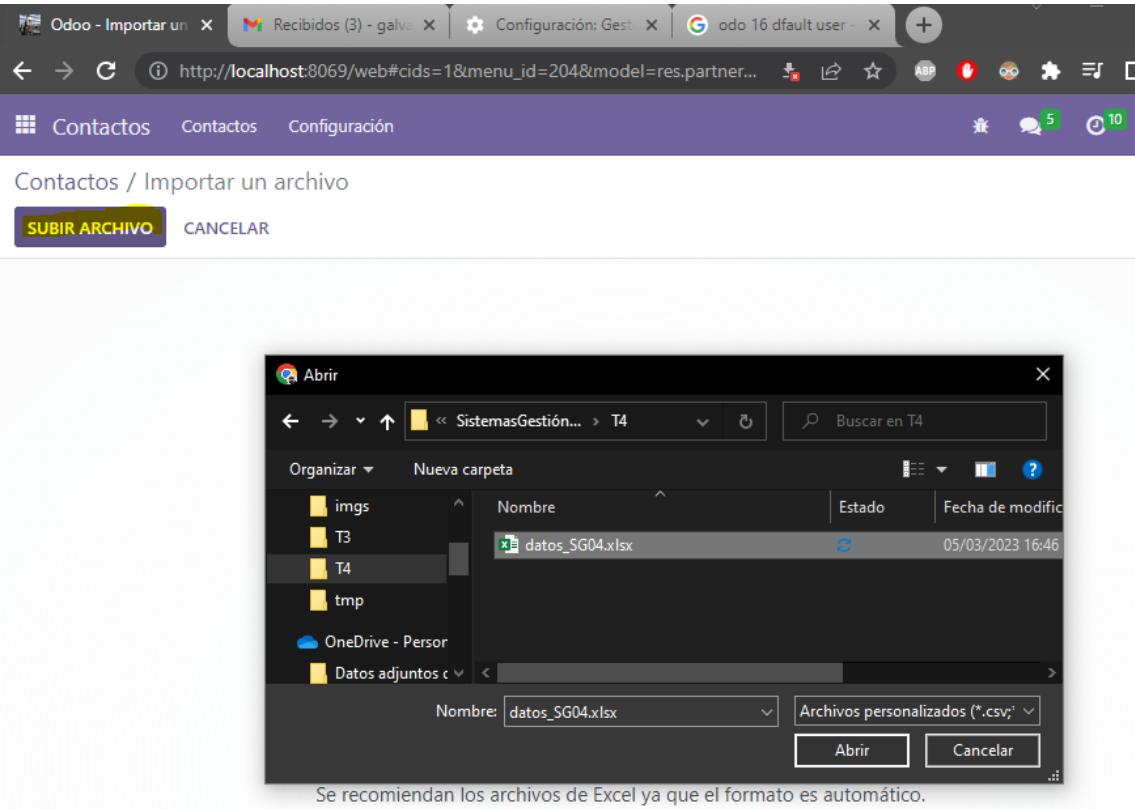 Odoo - Importar un
Recibidos (3) - galva
Configuración: Gest
odo 16 dfault user -
http://localhost:8069/web#cids=1&menu_id=204&model=res.partner...
ABP
Contactos Contactos Configuración 5 10
Contactos / Importar un archivo
SUBIR ARCHIVO CANCELAR
Abrir
« SistemasGestión... > T4 Buscar en T4
Organizar Nueva carpeta
imgs
T3
T4
tmp
OneDrive - Person
Datos adjuntos c
Nombre Estado Fecha de modific
datos_SG04.xlsx 05/03/2023 16:46
Nombre: datos_SG04.xlsx Archivos personalizados (*.csv;*
Abrir Cancelar
Se recomiendan los archivos de Excel ya que el formato es automático.